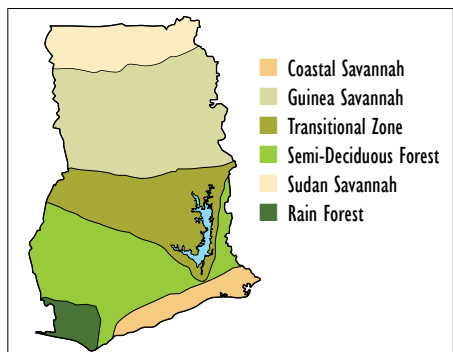 Coastal Savannah
Guinea Savannah
Transitional Zone
Semi-Deciduous Forest
Sudan Savannah
Rain Forest